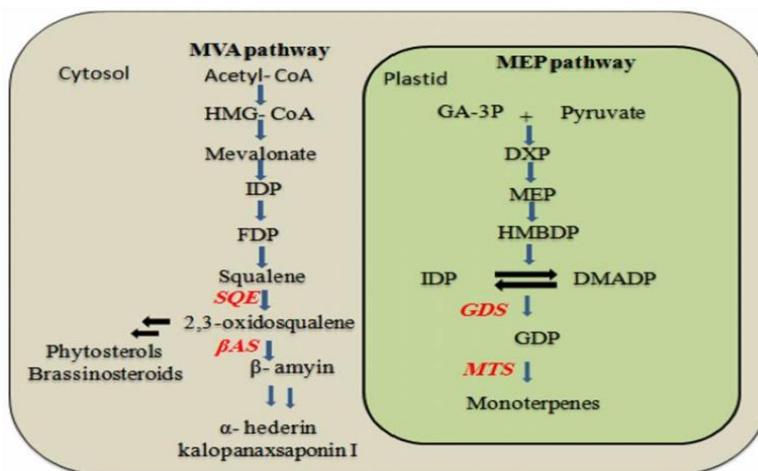 MVA pathway
Cytosol
Acetyl-CoA
HMG-CoA
Mevalonate
IDP
FDP
Squalene
SQE
2,3-oxidosqualene
Phytosterols
Brassinosteroids
βAS
β-amyin
α-hederin
kalopanaxsaponin I
MEP pathway
Plastid
GA-3P + Pyruvate
DXP
MEP
HMBDP
IDP DMADP
GDS
GDP
MTS
Monoterpenes